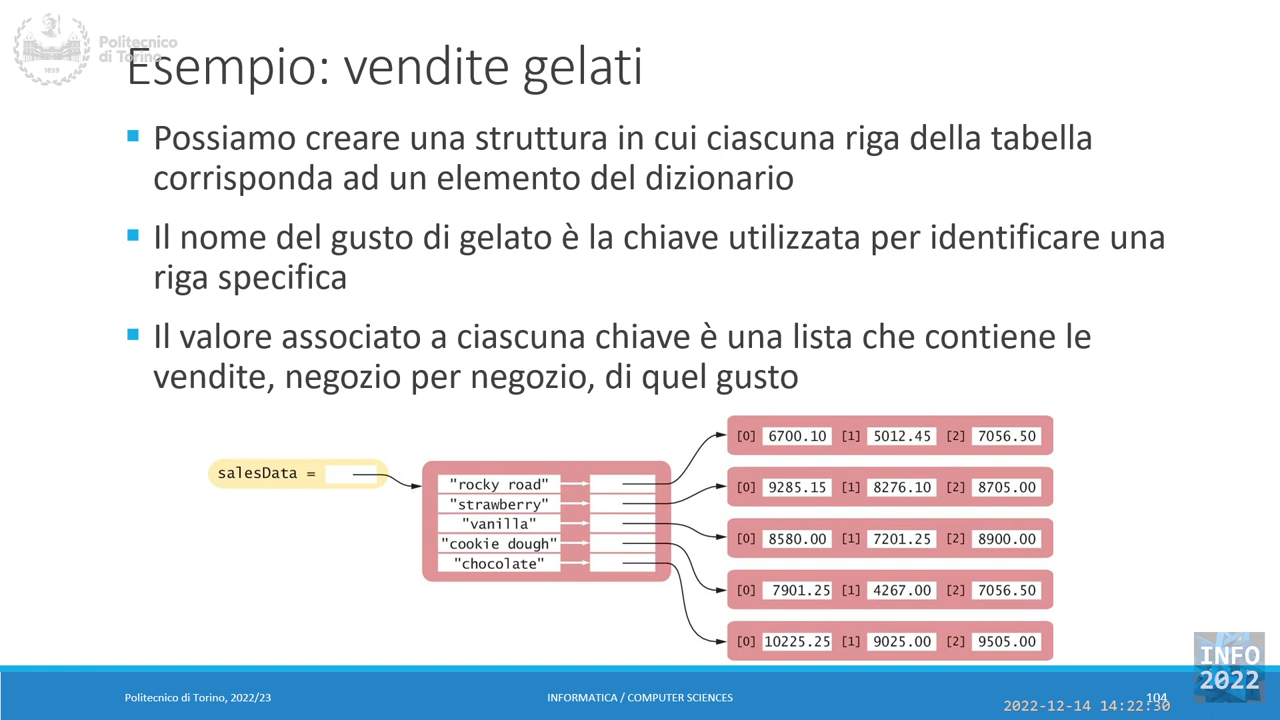 Politecnico
di Torino
1859
Esempio: vendite gelati
Possiamo creare una struttura in cui ciascuna riga della tabella
corrisponda ad un elemento del dizionario
Il nome del gusto di gelato è la chiave utilizzata per identificare una
riga specifica
Il valore associato a ciascuna chiave è una lista che contiene le
vendite, negozio per negozio, di quel gusto
salesData =
"rocky road"
"strawberry"
"vanilla"
"cookie dough"
"chocolate"
[0] 6700.10 [1] 5012.45 [2] 7056.50
[0] 9285.15 [1] 8276.10 [2] 8705.00
[0] 8580.00 [1] 7201.25 [2] 8900.00
[0] 7901.25 [1] 4267.00 [2] 7056.50
[0] 10225.25 [1] 9025.00 [2] 9505.00
Politecnico di Torino, 2022/23
INFORMATICA / COMPUTER SCIENCES
104
INFO
2022
2022-12-14 14:22:30